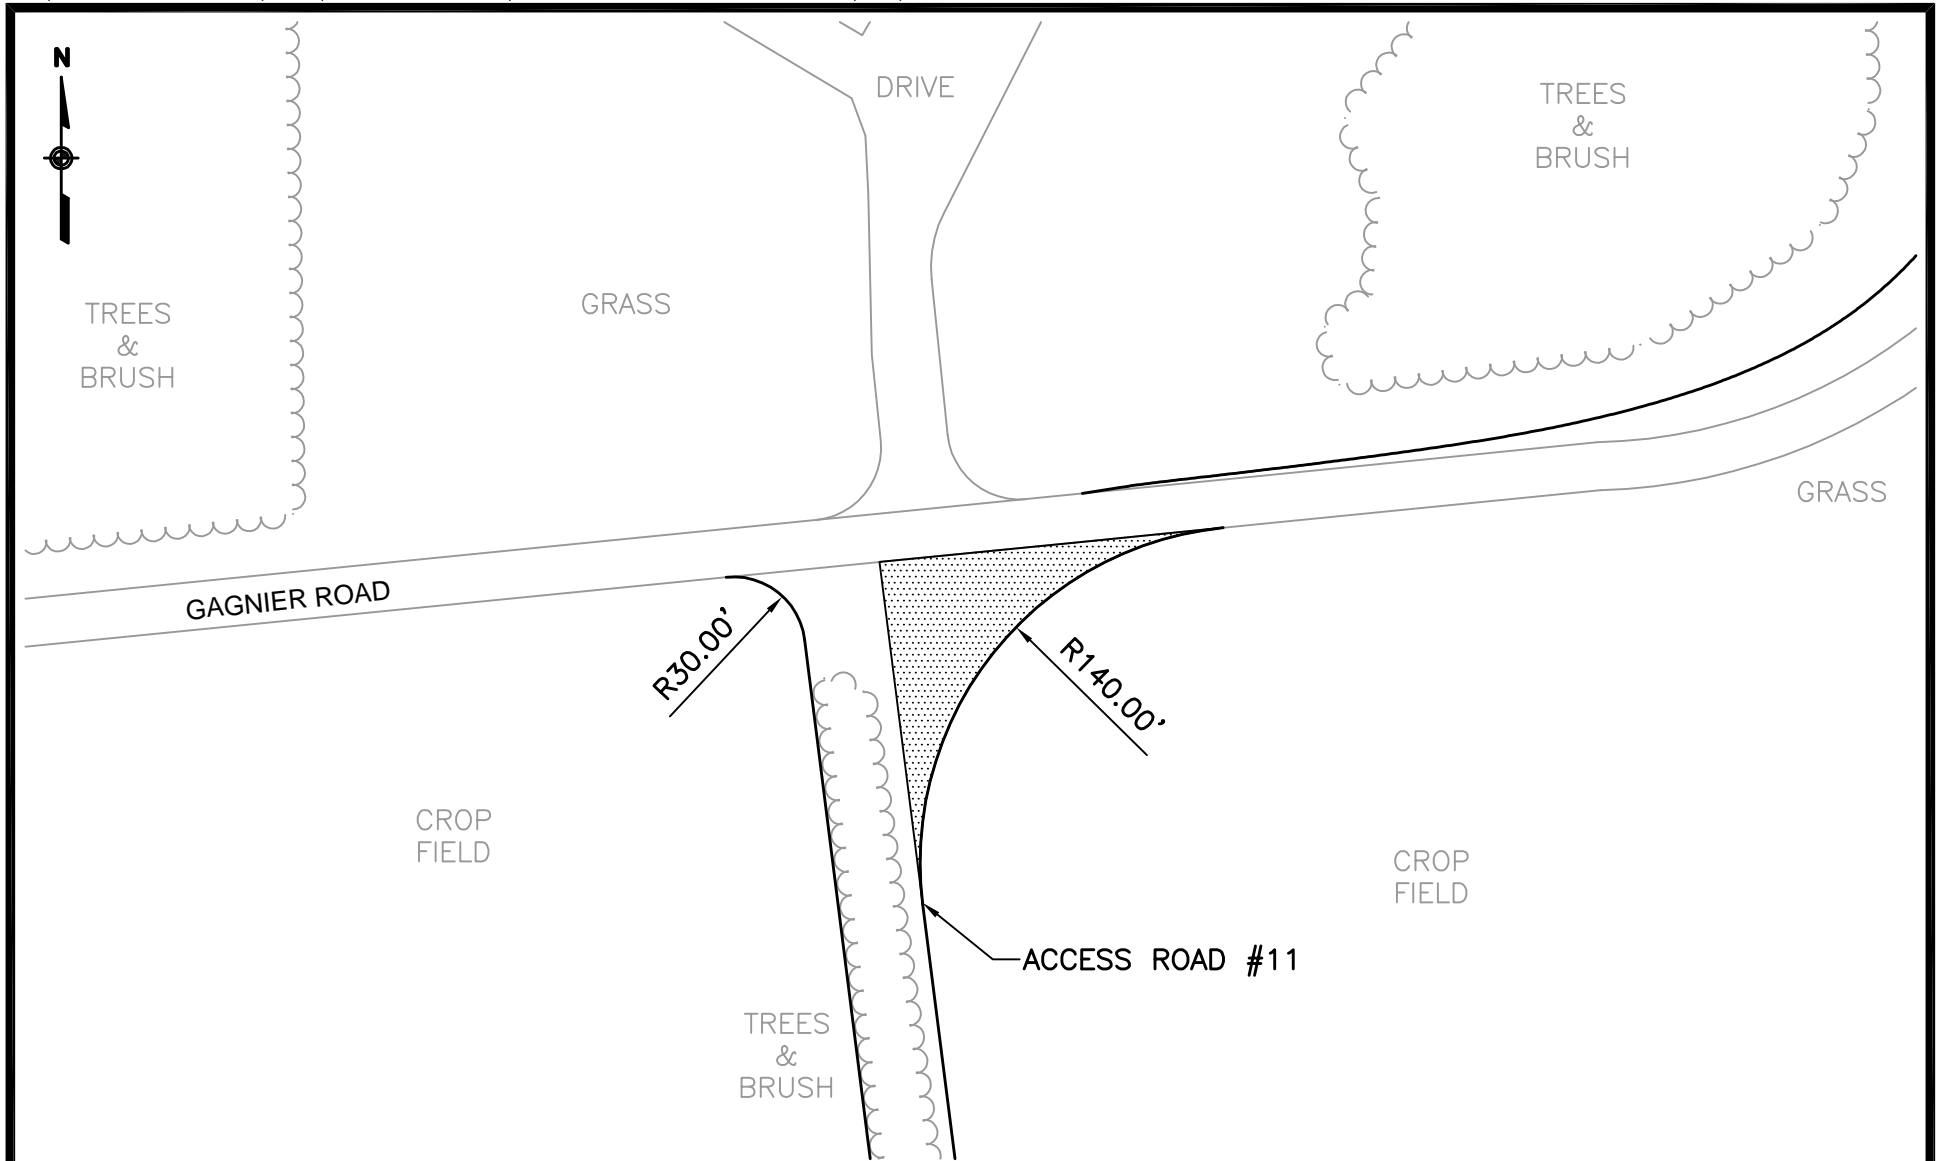 N
DRIVE
TREES
&
BRUSH
TREES
&
BRUSH
GRASS
GRASS
GAGNIER ROAD
R30.00'
R140.00'
CROP
FIELD
CROP
FIELD
ACCESS ROAD #11
TREES
&
BRUSH